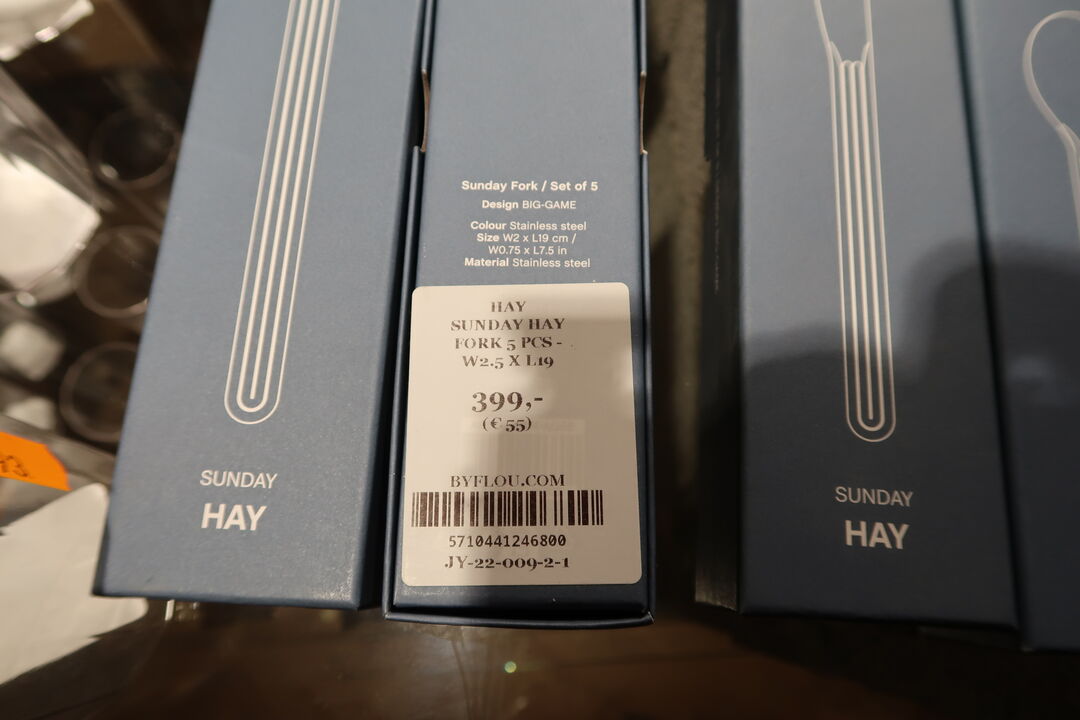 SUNDAY
HAY
Sunday Fork / Set of 5
Design BIG-GAME
Colour Stainless steel
Size W2 x L19 cm /
W0.75 x L7.5 in
Material Stainless steel
HAY
SUNDAY HAY
FORK 5 PCS -
W2.5 X L19
399,-
(€ 55)
BYFLOU.COM
5710441246800
JY-22-009-2-1
SUNDAY
HAY